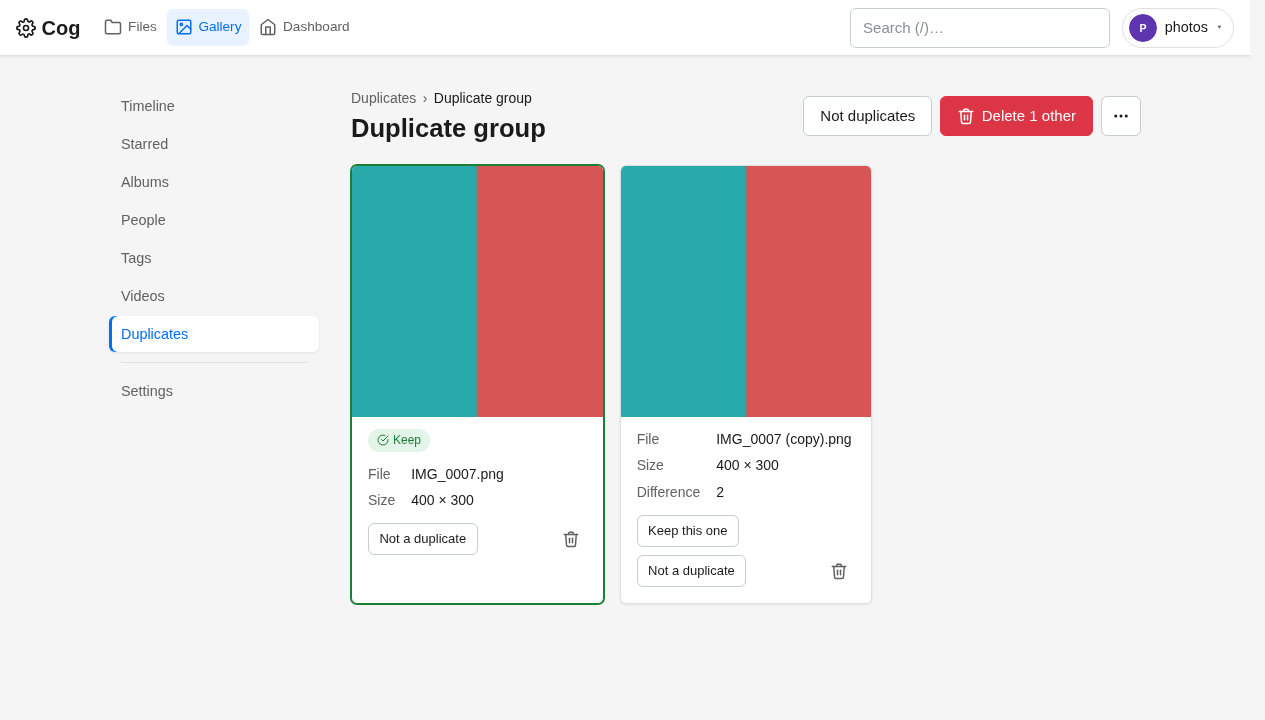 Cog
Files
Gallery
Dashboard
Search (/)…
P
photos
Timeline
Starred
Albums
People
Tags
Videos
Duplicates
Settings
Duplicates › Duplicate group
Duplicate group
Not duplicates
Delete 1 other
Keep
File IMG_0007.png
Size 400 × 300
Not a duplicate
File IMG_0007 (copy).png
Size 400 × 300
Difference 2
Keep this one
Not a duplicate